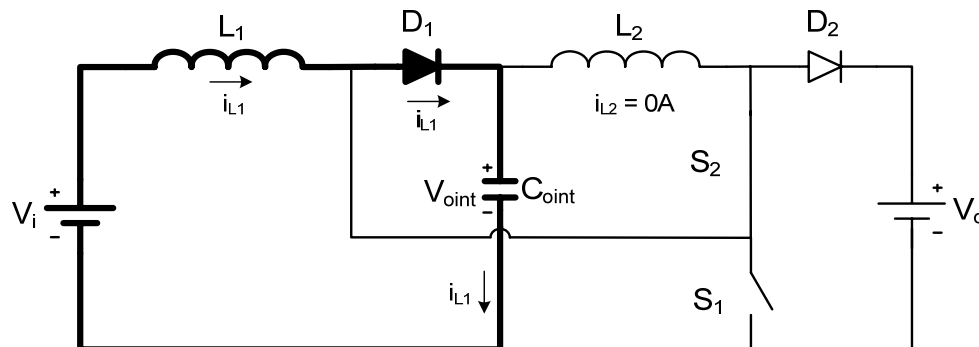 L1
D1
L2
D2
iL1
iL1
iL2 = 0A
S2
+
Vi
-
+
Voint
-
Coint
+
-
iL1
S1